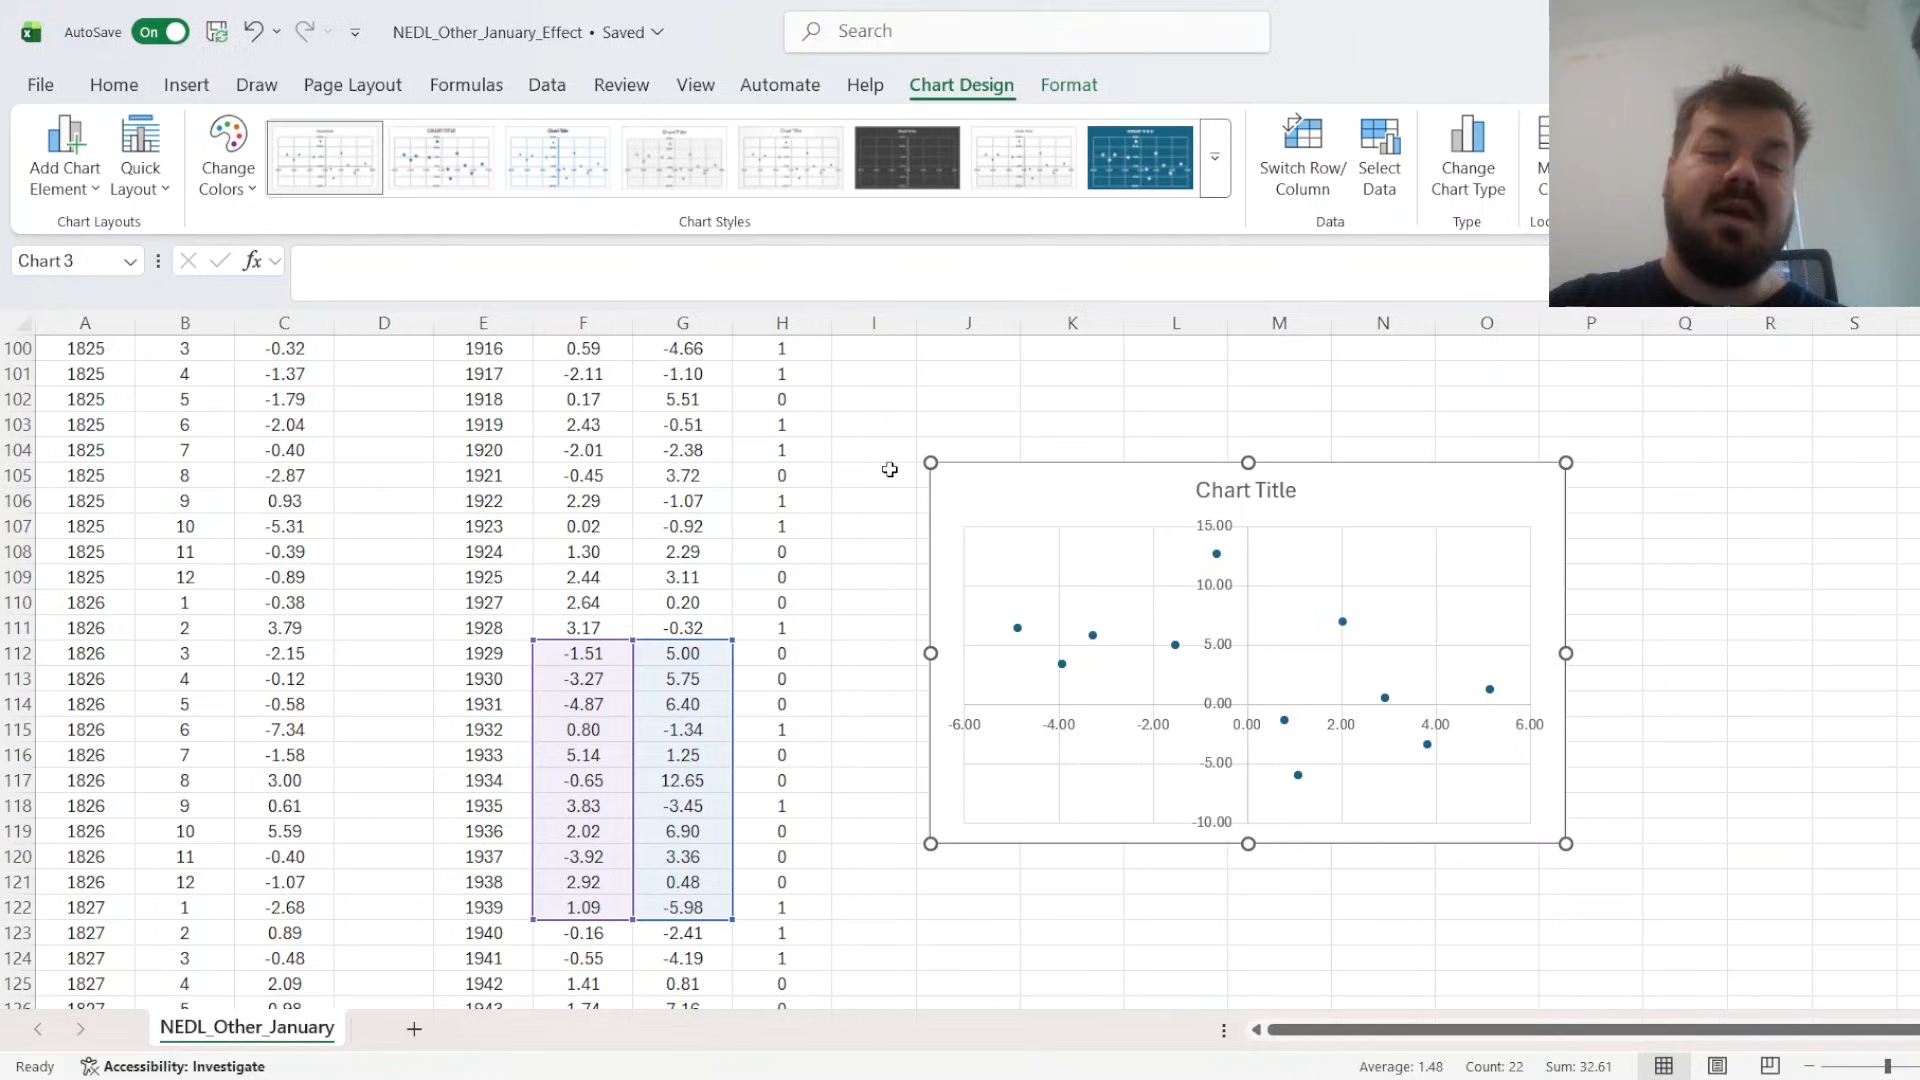 AutoSave On NEDL_Other_January_Effect • Saved Search
File Home Insert Draw Page Layout Formulas Data Review View Automate Help Chart Design Format
Add Chart Element Quick Layout Change Colors Switch Row/ Column Select Data Change Chart Type
Chart Layouts Chart Styles Data Type
Chart 3 fx
A B C D E F G H I J K L M N O P Q R S
100 1825 3 -0.32 1916 0.59 -4.66 1
101 1825 4 -1.37 1917 -2.11 -1.10 1
102 1825 5 -1.79 1918 0.17 5.51 0
103 1825 6 -2.04 1919 2.43 -0.51 1
104 1825 7 -0.40 1920 -2.01 -2.38 1
105 1825 8 -2.87 1921 -0.45 3.72 0
106 1825 9 0.93 1922 2.29 -1.07 1
107 1825 10 -5.31 1923 0.02 -0.92 1
108 1825 11 -0.39 1924 1.30 2.29 0
109 1825 12 -0.89 1925 2.44 3.11 0
110 1826 1 -0.38 1927 2.64 0.20 0
111 1826 2 3.79 1928 3.17 -0.32 1
112 1826 3 -2.15 1929 -1.51 5.00 0
113 1826 4 -0.12 1930 -3.27 5.75 0
114 1826 5 -0.58 1931 -4.87 6.40 0
115 1826 6 -7.34 1932 0.80 -1.34 1
116 1826 7 -1.58 1933 5.14 1.25 0
117 1826 8 3.00 1934 -0.65 12.65 0
118 1826 9 0.61 1935 3.83 -3.45 1
119 1826 10 5.59 1936 2.02 6.90 0
120 1826 11 -0.40 1937 -3.92 3.36 0
121 1826 12 -1.07 1938 2.92 0.48 0
122 1827 1 -2.68 1939 1.09 -5.98 1
123 1827 2 0.89 1940 -0.16 -2.41 1
124 1827 3 -0.48 1941 -0.55 -4.19 1
125 1827 4 2.09 1942 1.41 0.81 0
Chart Title
15.00
10.00
5.00
0.00
-6.00 -4.00 -2.00 0.00 2.00 4.00 6.00
-5.00
-10.00
NEDL_Other_January
Ready Accessibility: Investigate Average: 1.48 Count: 22 Sum: 32.61